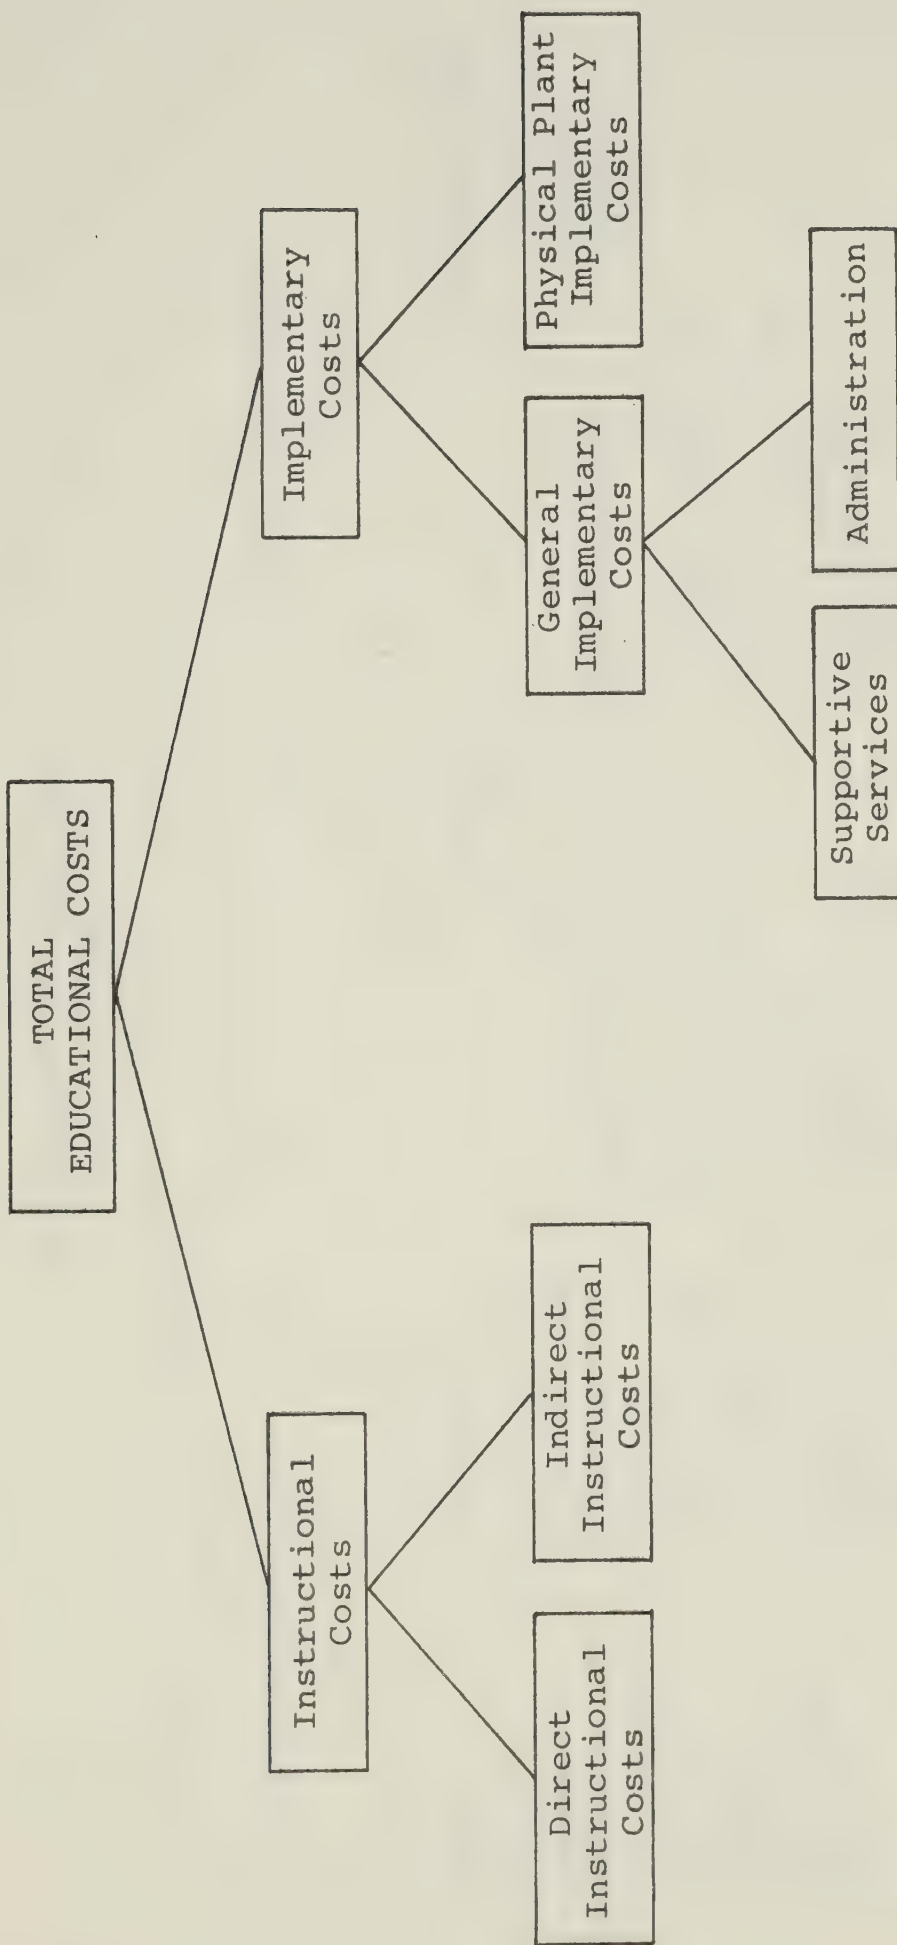 TOTAL
EDUCATIONAL COSTS
Instructional
Costs
Implementary
Costs
Direct
Instructional
Costs
Indirect
Instructional
Costs
General
Implementary
Costs
Physical Plant
Implementary
Costs
Supportive
Services
Administration